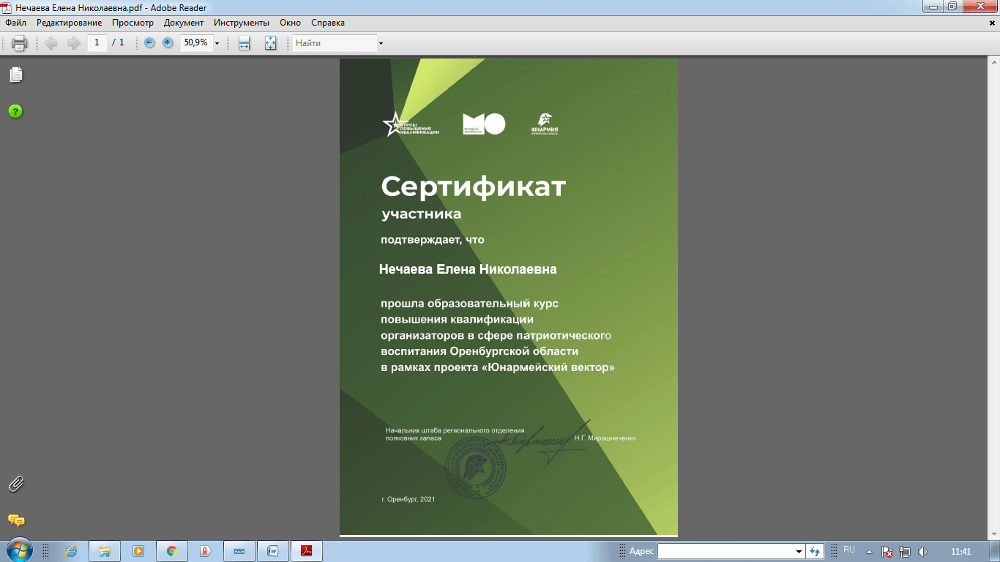 Нечаева Елена Николаевна.pdf - Adobe Reader
Файл Редактирование Просмотр Документ Инструменты Окно Справка
1 / 1 50,9% Найти
КУРСЫ
ПОВЫШЕНИЯ
КВАЛИФИКАЦИИ
МО
ЮНАРМИЯ
ОРЕНБУРГСКАЯ ОБЛАСТЬ
Сертификат
участника
подтверждает, что
Нечаева Елена Николаевна
прошла образовательный курс
повышения квалификации
организаторов в сфере патриотического
воспитания Оренбургской области
в рамках проекта «Юнармейский вектор»
Начальник штаба регионального отделения,
полковник запаса
Н.Г. Мирошниченко
г. Оренбург, 2021
Адрес
RU
11:41